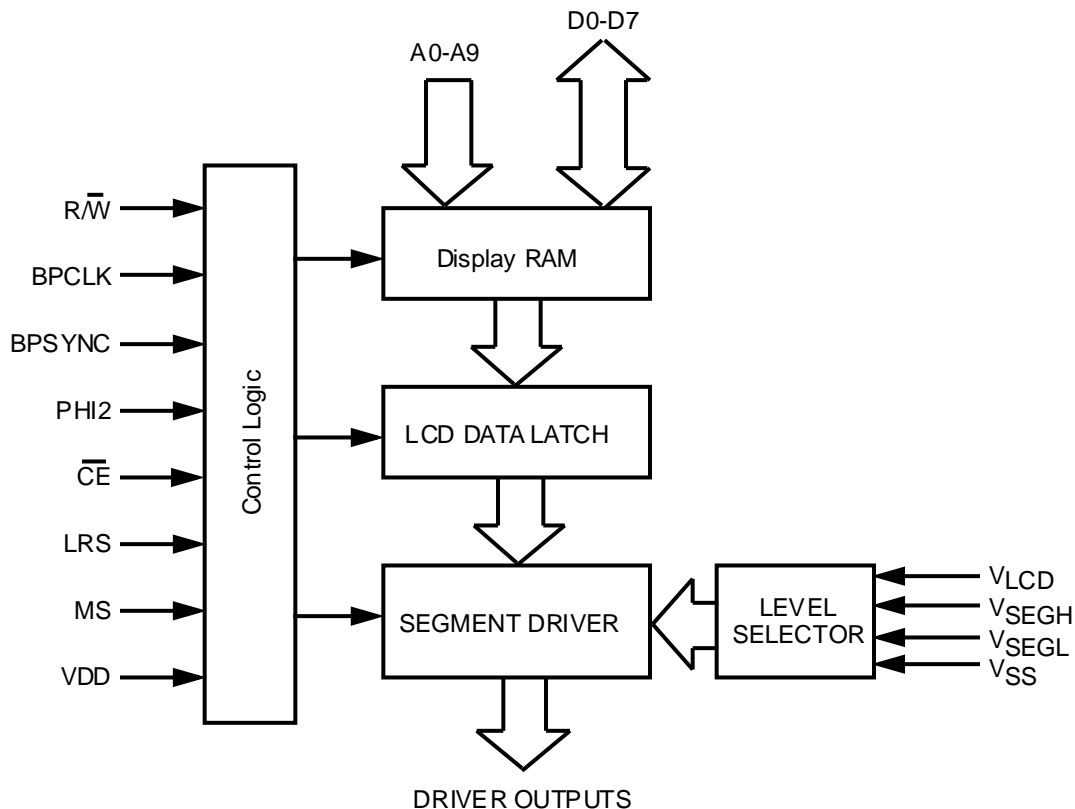 D0-D7
A0-A9
R/W̅
BPCLK
BPSYNC
PHI2
C̅E̅
LRS
MS
VDD
Control Logic
Display RAM
LCD DATA LATCH
SEGMENT DRIVER
LEVEL
SELECTOR
VLCD
VSEGH
VSEGL
VSS
DRIVER OUTPUTS